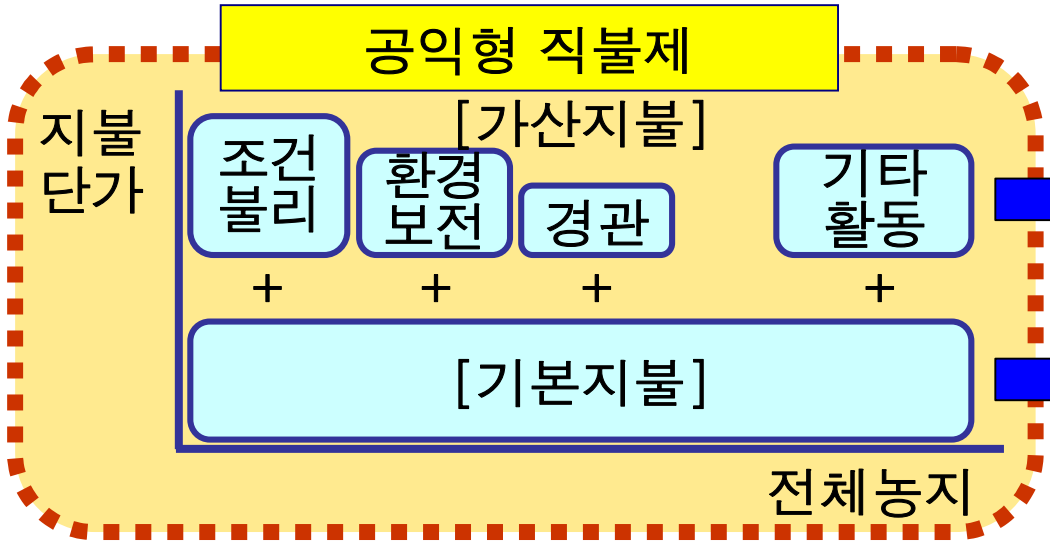 공익형 직불제
지불
단가
[가산지불]
조건
불리
환경
보전
경관
기타
활동
+ + + +
[기본지불]
전체농지